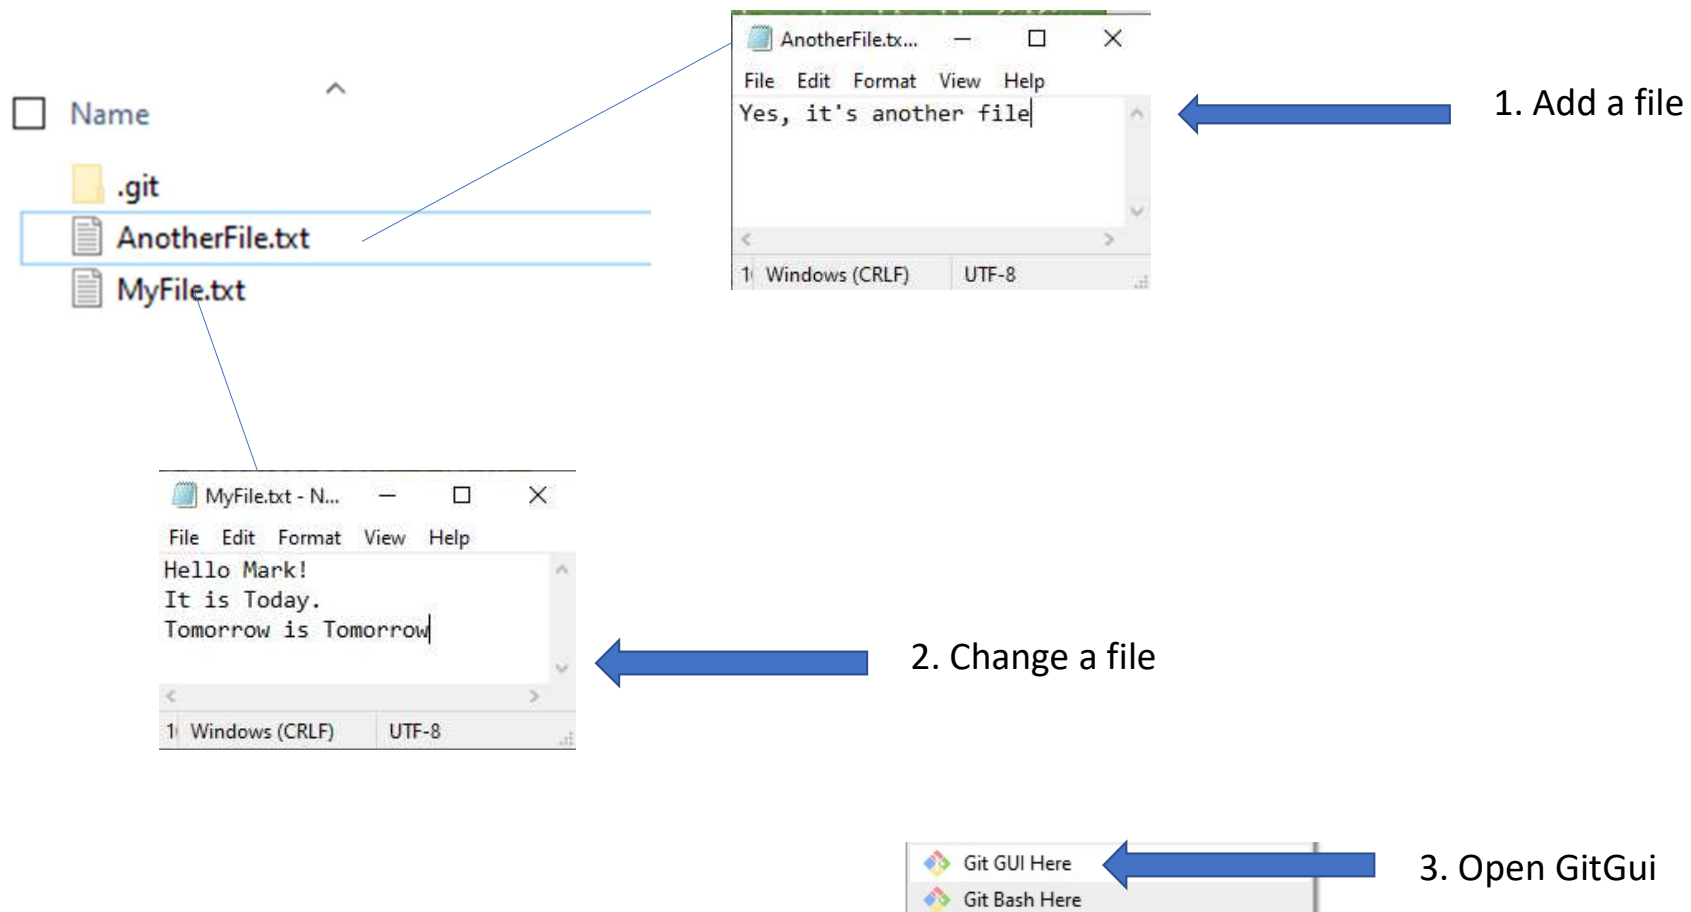 Name
.git
AnotherFile.txt
MyFile.txt
AnotherFile.tx...
File Edit Format View Help
Yes, it's another file
Windows (CRLF) UTF-8
1. Add a file
MyFile.txt - N...
File Edit Format View Help
Hello Mark!
It is Today.
Tomorrow is Tomorrow
Windows (CRLF) UTF-8
2. Change a file
Git GUI Here
Git Bash Here
3. Open GitGui